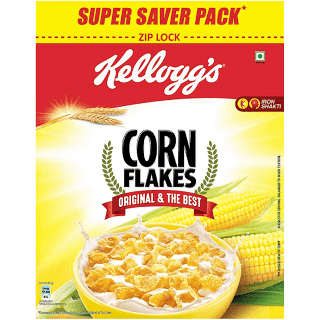 SUPER SAVER PACK*
ZIP LOCK
Kellogg's
IRON
SHAKTI
CORN
FLAKES
ORIGINAL & THE BEST